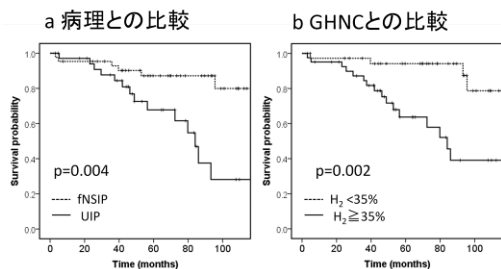 a 病理との比較
b GHNCとの比較
Survival probability
1.0
0.8
0.6
0.4
0.2
0.0
p=0.004
fNSIP
UIP
0 20 40 60 80 100
Time (months)
Survival probability
1.0
0.8
0.6
0.4
0.2
0.0
p=0.002
H₂ <35%
H₂≧35%
0 20 40 60 80 100
Time (months)